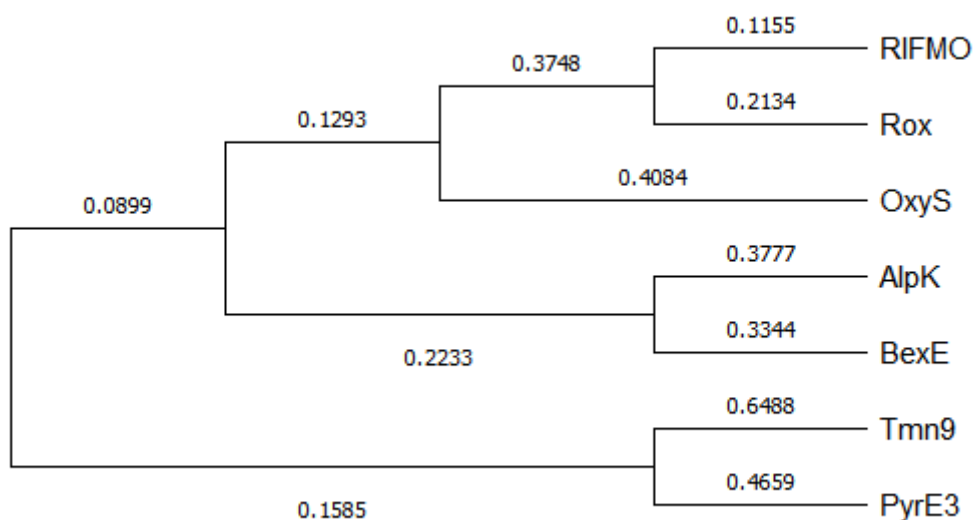 0.1155
RIFMO
0.3748
0.2134
Rox
0.1293
0.4084
OxyS
0.0899
0.3777
AlpK
0.3344
BexE
0.2233
0.6488
Tmn9
0.4659
PyrE3
0.1585